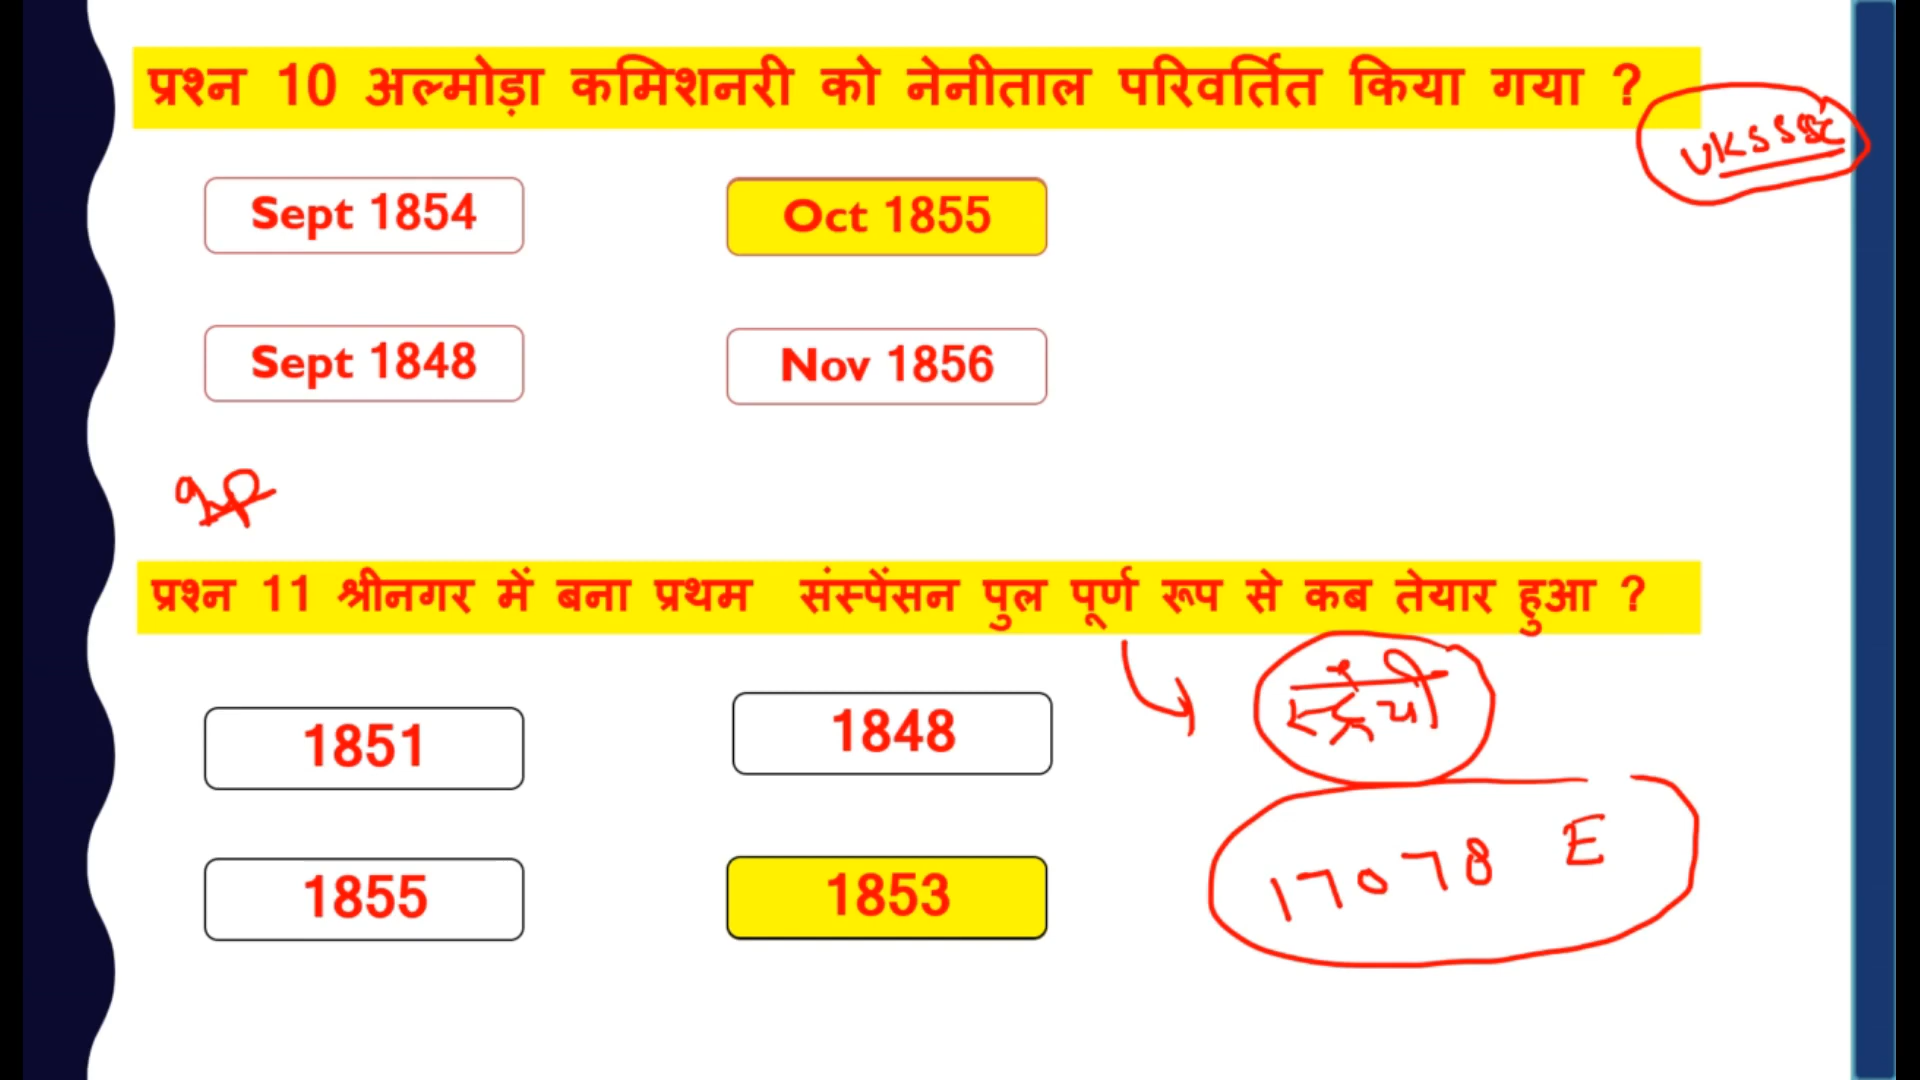 प्रश्न 10 अल्मोड़ा कमिशनरी को नेनीताल परिवर्तित किया गया ?
UKSSSC
Sept 1854
Oct 1855
Sept 1848
Nov 1856
प्रश्न 11 श्रीनगर में बना प्रथम संस्पेंसन पुल पूर्ण रूप से कब तेयार हुआ ?
1851
1848
1855
1853
17078 E